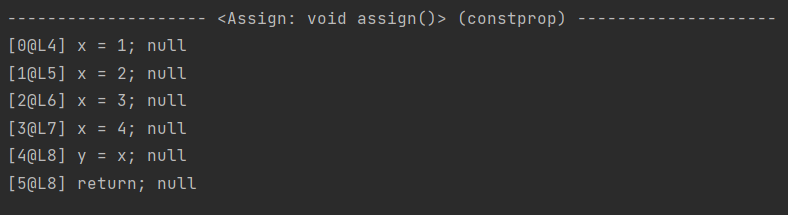 -------------------- <Assign: void assign()> (constprop) --------------------
[0@L4] x = 1; null
[1@L5] x = 2; null
[2@L6] x = 3; null
[3@L7] x = 4; null
[4@L8] y = x; null
[5@L8] return; null